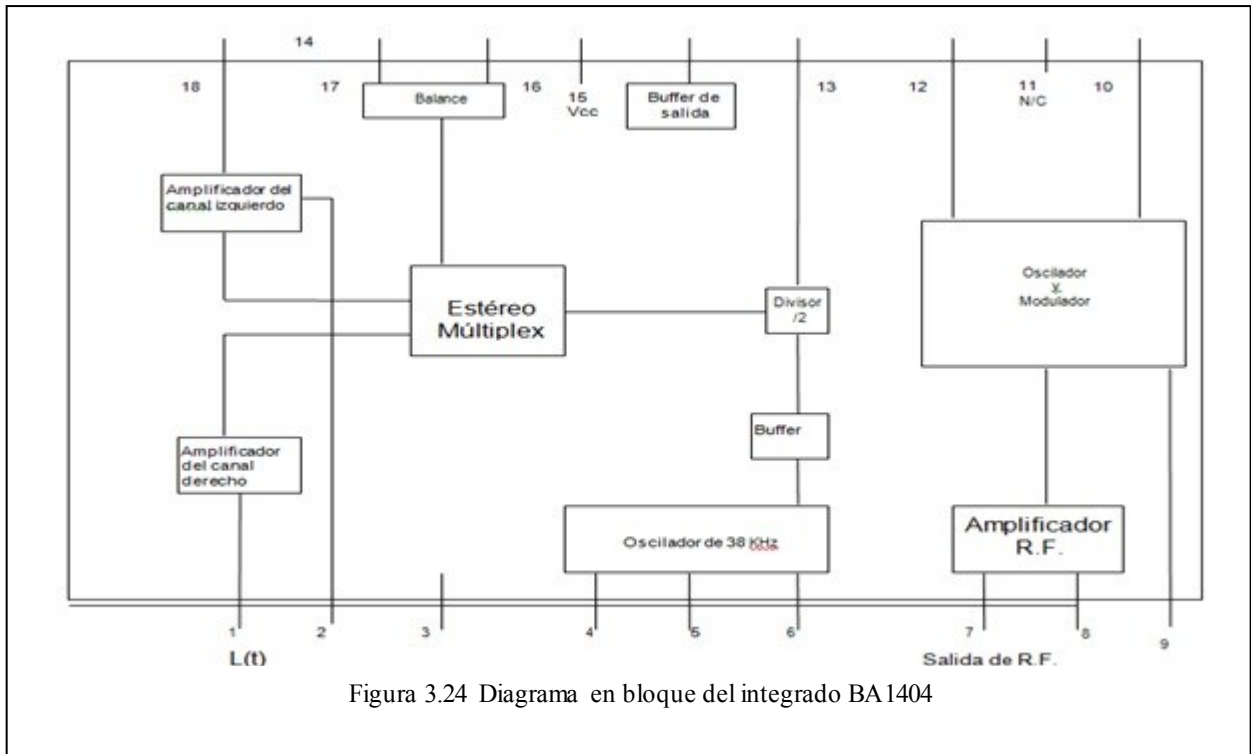 14
18
17
Balance
16
15
Vcc
Buffer de
salida
13
12
11
N/C
10
Amplificador del
canal izquierdo
Estéreo
Múltiplex
Divisor
/2
Oscilador
y
Modulador
Amplificador
del canal
derecho
Buffer
Oscilador de 38 KHz
Amplificador
R.F.
1
2
3
4
5
6
7
8
9
L(t)
Salida de R.F.
Figura 3.24 Diagrama en bloque del integrado BA1404